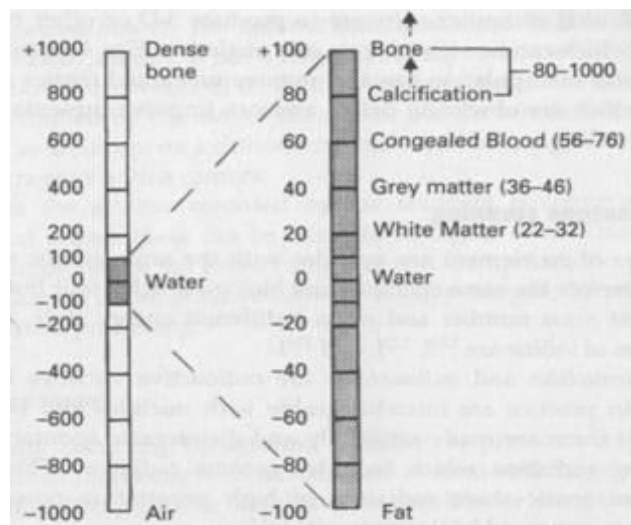 +1000 Dense bone +100 Bone
80–1000
800 80 Calcification
600 60 Congealed Blood (56–76)
400 40 Grey matter (36–46)
200 20 White Matter (22–32)
100
0 Water 0 Water
−100
−200 −20
−400 −40
−600 −60
−800 −80
−1000 Air −100 Fat